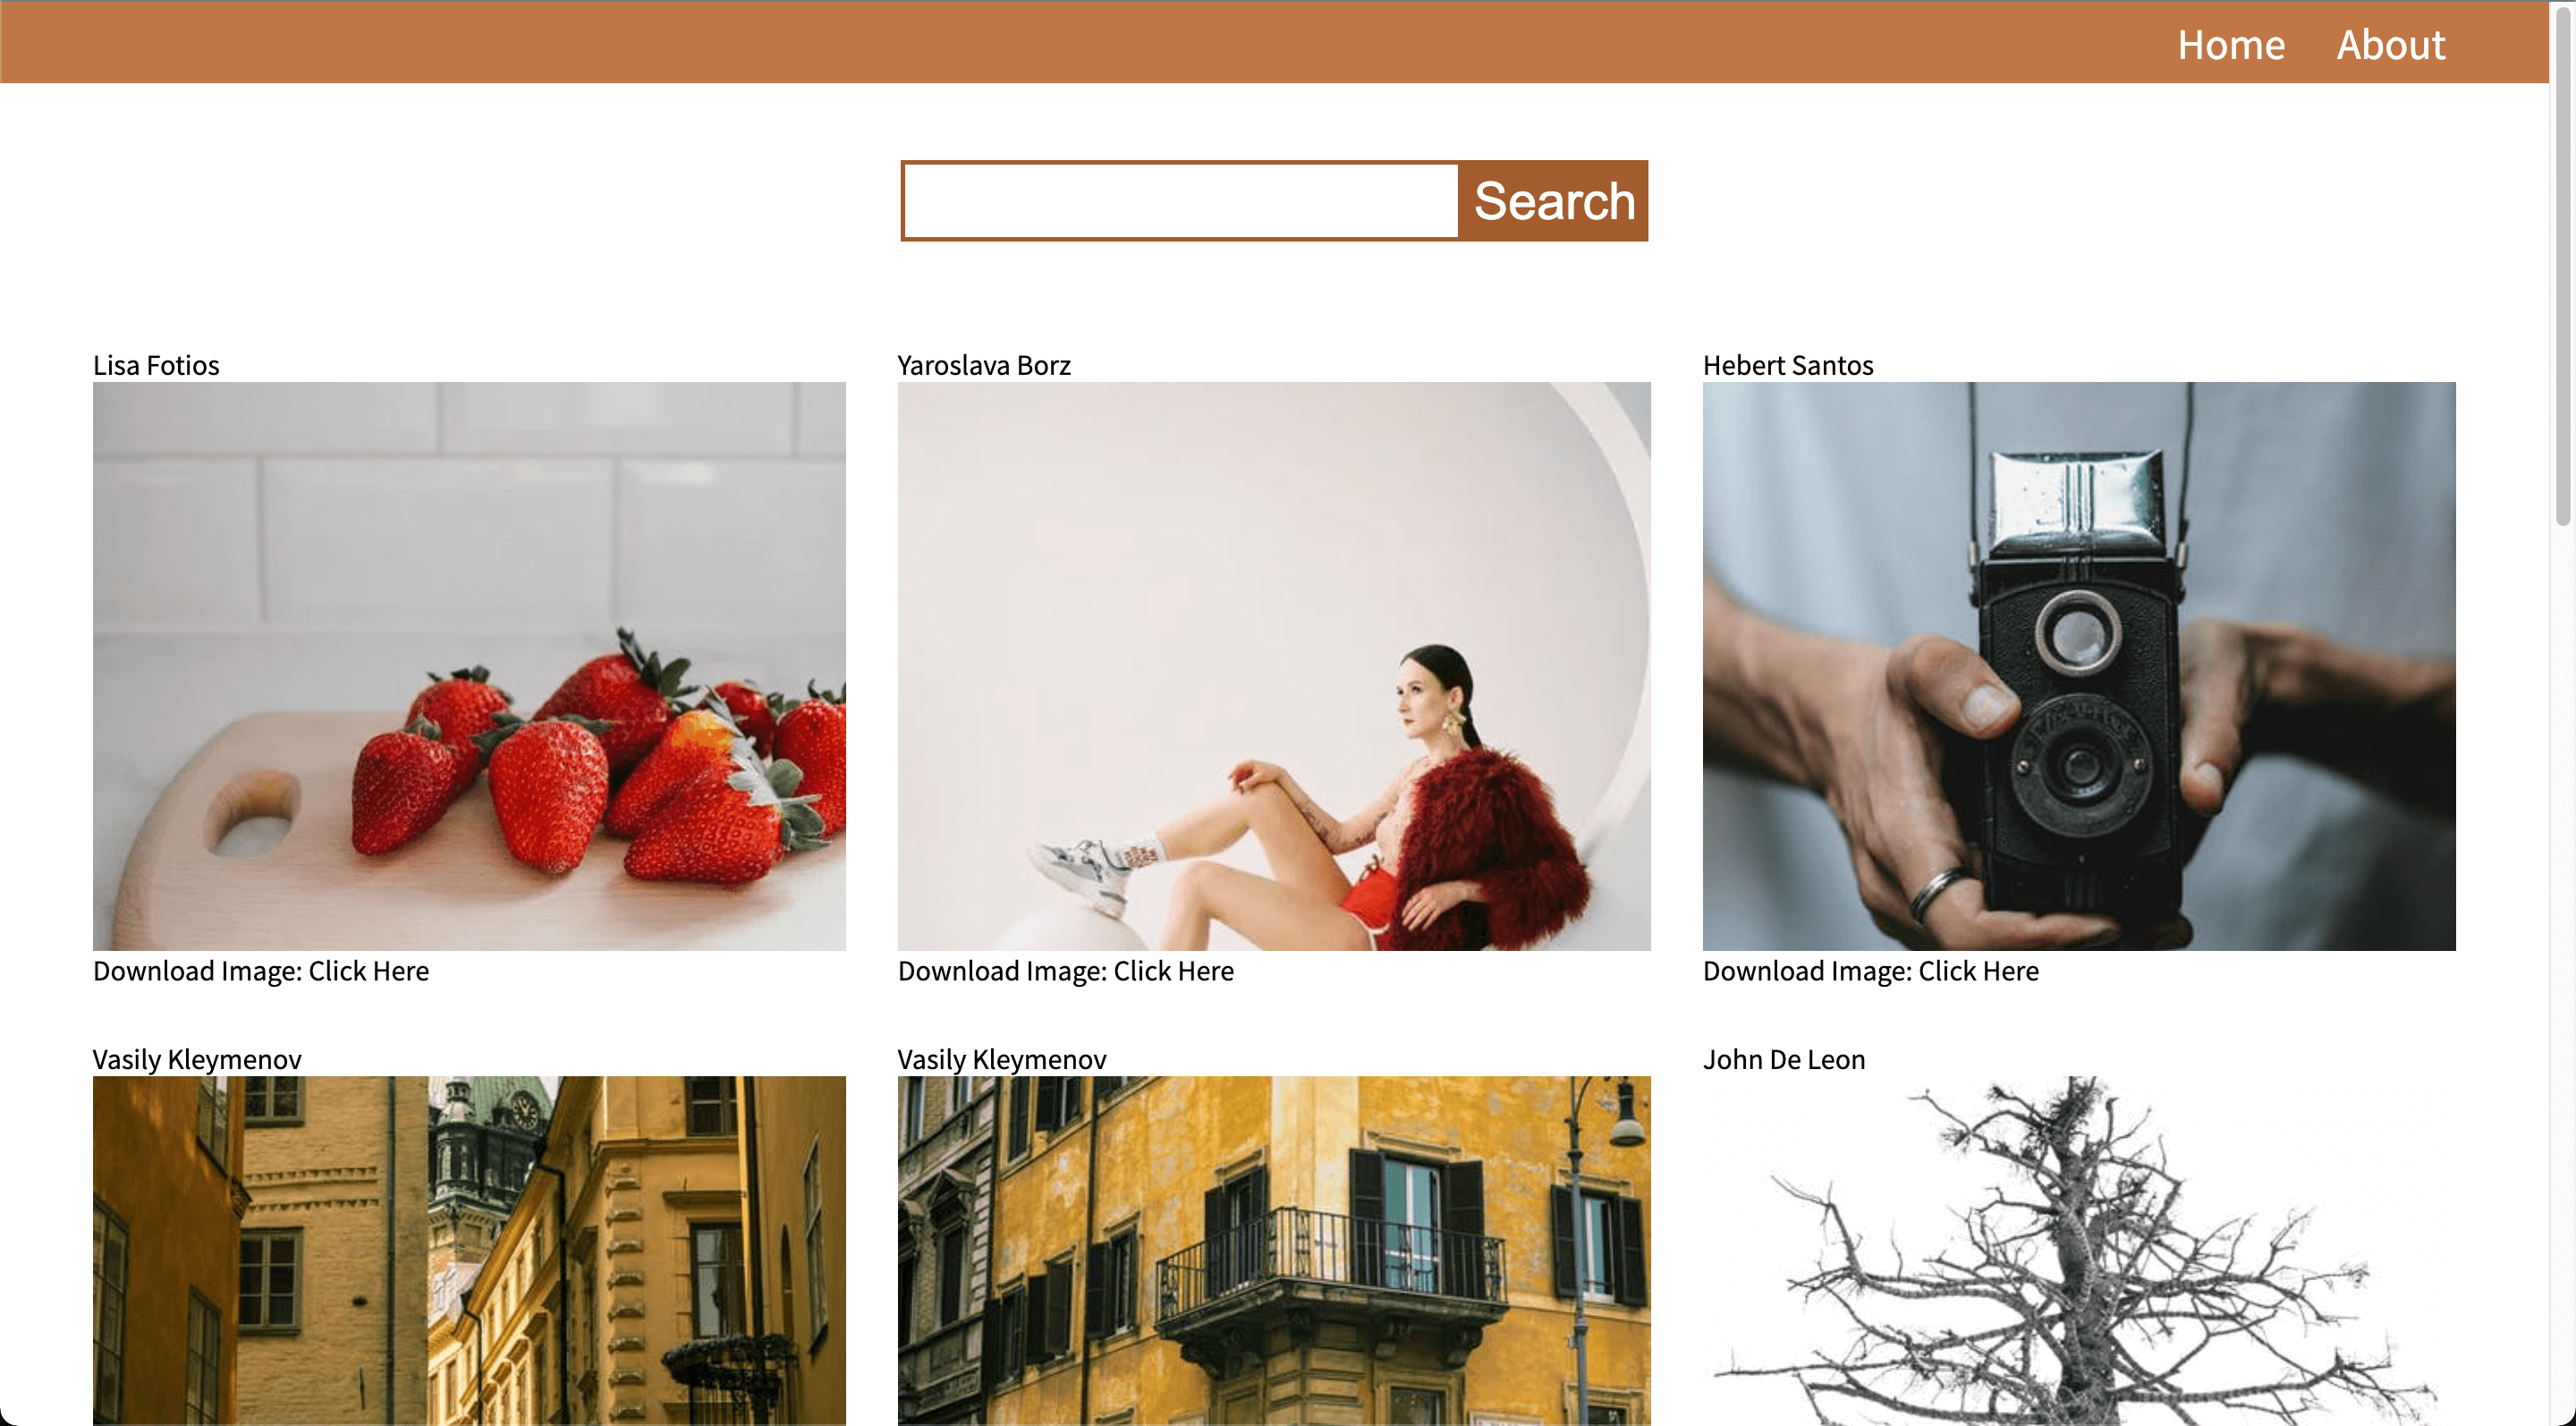 Home About
Search
Lisa Fotios
Yaroslava Borz
Hebert Santos
Download Image: Click Here
Download Image: Click Here
Download Image: Click Here
Vasily Kleymenov
Vasily Kleymenov
John De Leon